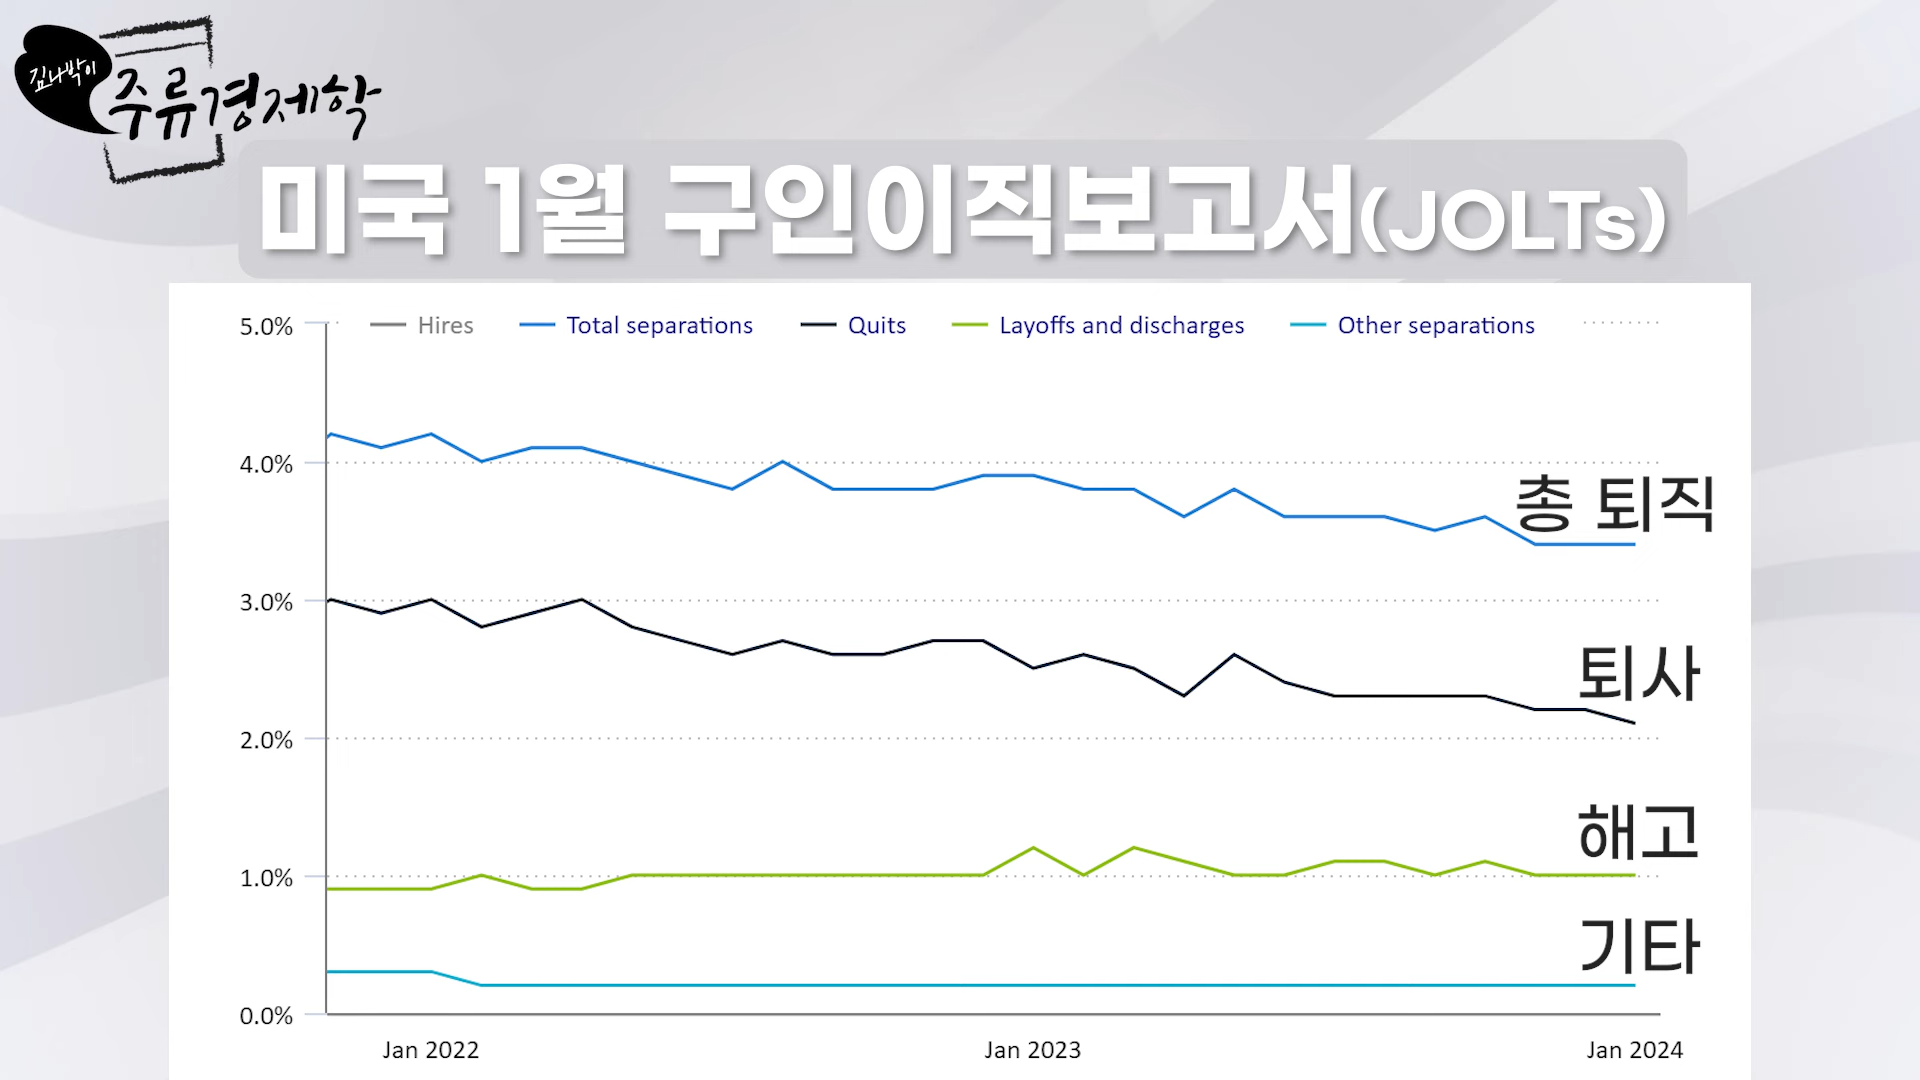 김나박이
주류경제학
미국 1월 구인이직보고서(JOLTs)
Hires Total separations Quits Layoffs and discharges Other separations
5.0%
4.0%
3.0%
2.0%
1.0%
0.0%
총 퇴직
퇴사
해고
기타
Jan 2022 Jan 2023 Jan 2024